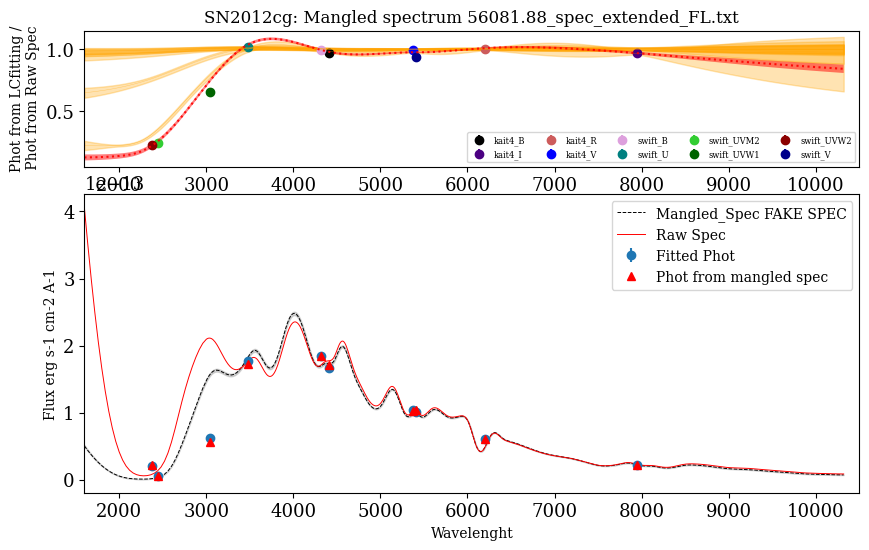 SN2012cg: Mangled spectrum 56081.88_spec_extended_FL.txt
Phot from LCfitting /
Phot from Raw Spec
1.0
0.5
kait4_B
kait4_R
swift_B
swift_UVM2
swift_UVW2
kait4_I
kait4_V
swift_U
swift_UVW1
swift_V
2000 3000 4000 5000 6000 7000 8000 9000 10000
1e−13
Flux erg s-1 cm-2 A-1
4
3
2
1
0
Mangled_Spec FAKE SPEC
Raw Spec
Fitted Phot
Phot from mangled spec
2000 3000 4000 5000 6000 7000 8000 9000 10000
Wavelenght